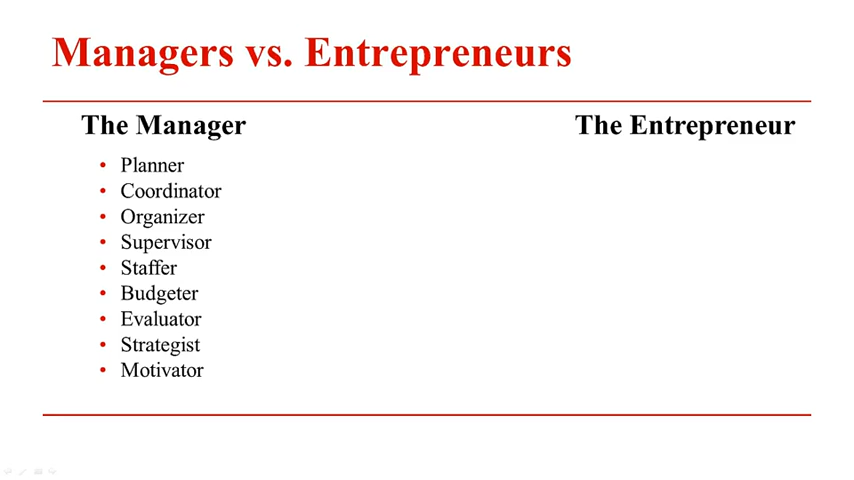 Managers vs. Entrepreneurs
The Manager
• Planner
• Coordinator
• Organizer
• Supervisor
• Staffer
• Budgeter
• Evaluator
• Strategist
• Motivator
The Entrepreneur